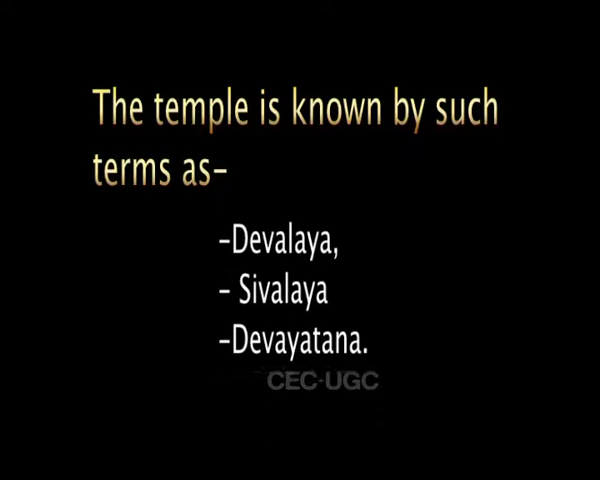 The temple is known by such
terms as-
-Devalaya,
- Sivalaya
-Devayatana.
CEC-UGC